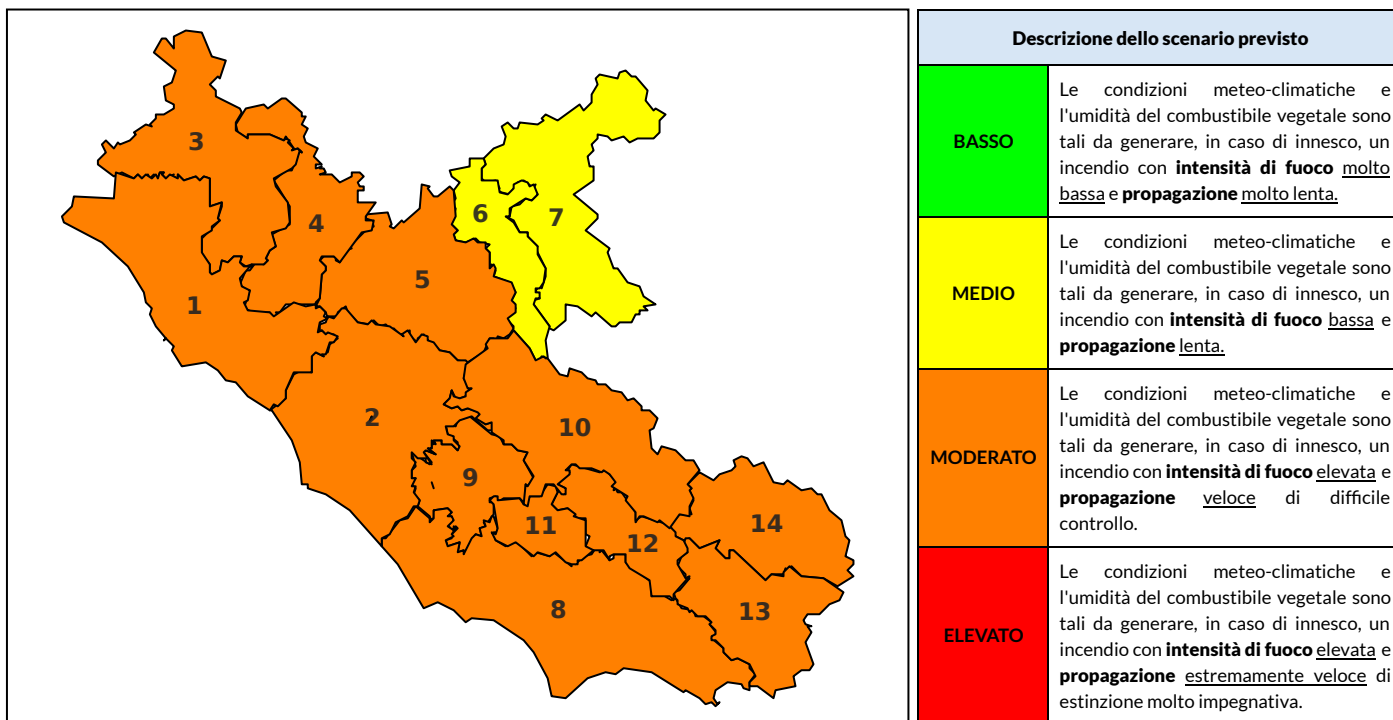 3
4
6
7
5
1
2
10
9
11
12
14
8
13
Descrizione dello scenario previsto
BASSO
Le condizioni meteo-climatiche e
l'umidità del combustibile vegetale sono
tali da generare, in caso di innesco, un
incendio con intensità di fuoco molto
bassa e propagazione molto lenta.
MEDIO
Le condizioni meteo-climatiche e
l'umidità del combustibile vegetale sono
tali da generare, in caso di innesco, un
incendio con intensità di fuoco bassa e
propagazione lenta.
MODERATO
Le condizioni meteo-climatiche e
l'umidità del combustibile vegetale sono
tali da generare, in caso di innesco, un
incendio con intensità di fuoco elevata e
propagazione veloce di difficile
controllo.
ELEVATO
Le condizioni meteo-climatiche e
l'umidità del combustibile vegetale sono
tali da generare, in caso di innesco, un
incendio con intensità di fuoco elevata e
propagazione estremamente veloce di
estinzione molto impegnativa.